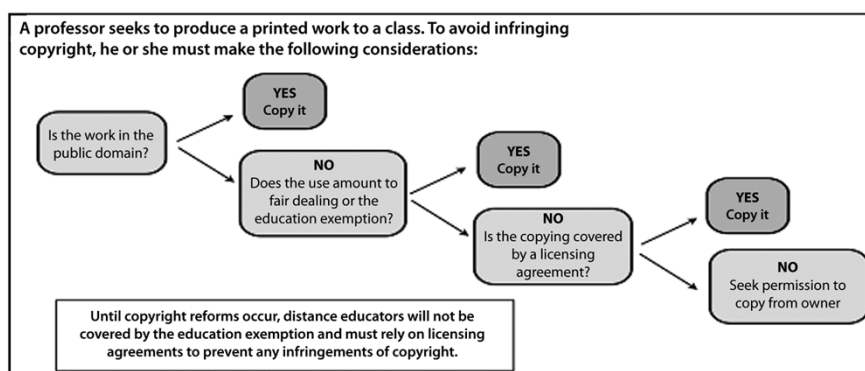 A professor seeks to produce a printed work to a class. To avoid infringing
copyright, he or she must make the following considerations:
YES
Copy it
Is the work in the
public domain?
NO
Does the use amount to
fair dealing or the
education exemption?
YES
Copy it
NO
Is the copying covered
by a licensing
agreement?
YES
Copy it
NO
Seek permission to
copy from owner
Until copyright reforms occur, distance educators will not be
covered by the education exemption and must rely on licensing
agreements to prevent any infringements of copyright.